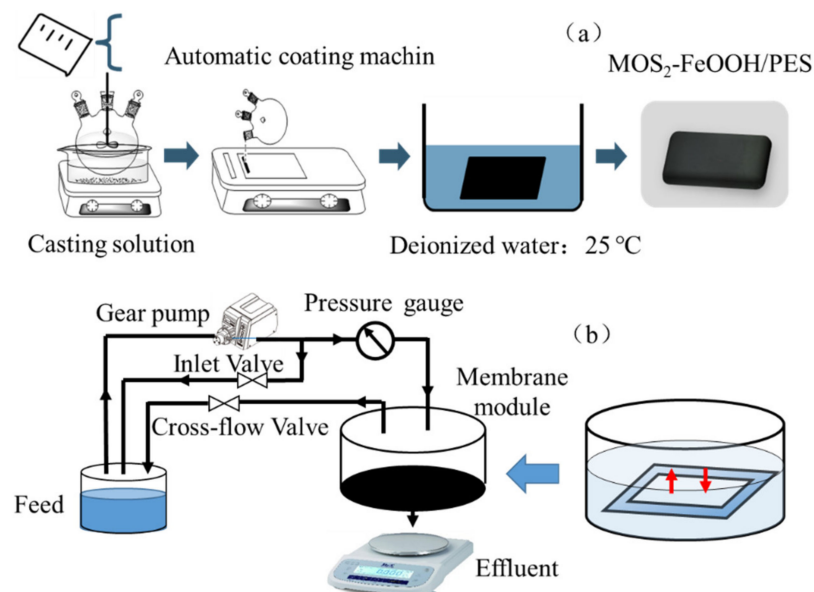 (a)
Automatic coating machin
MOS₂-FeOOH/PES
Casting solution
Deionized water: 25 ℃
(b)
Gear pump
Pressure gauge
Inlet Valve
Membrane
module
Cross-flow Valve
Feed
Effluent